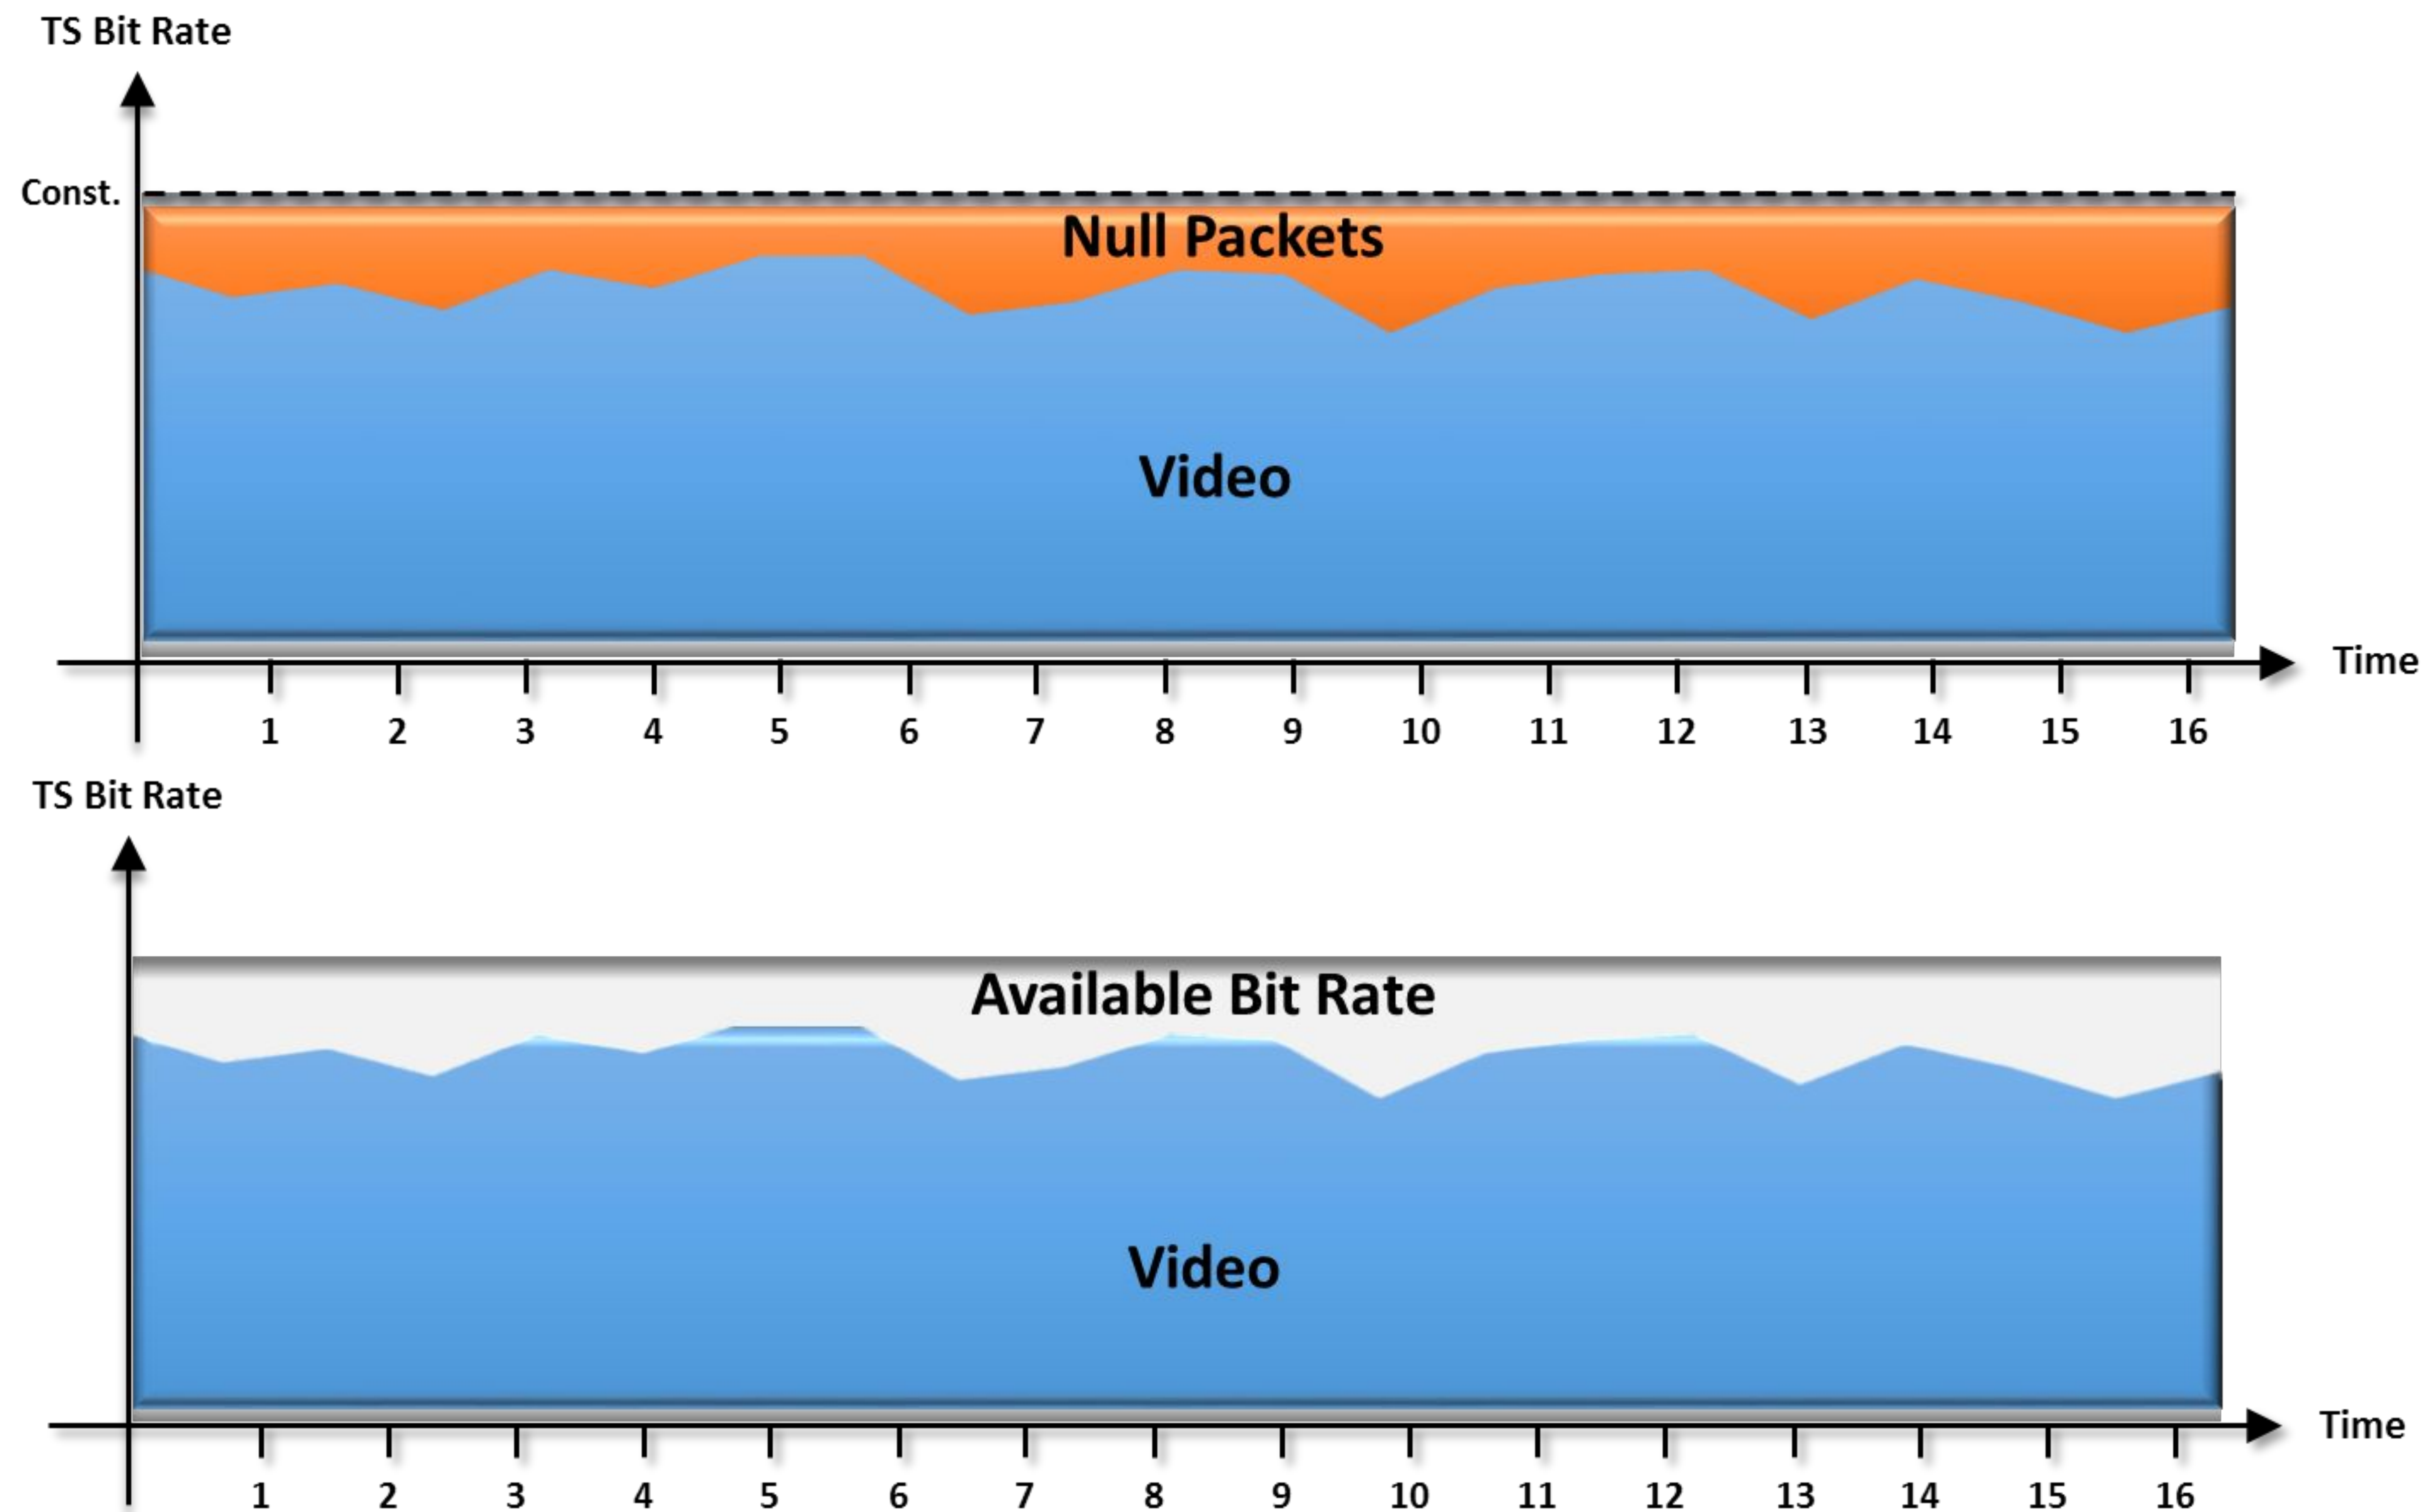 TS Bit Rate
Const.
Null Packets
Video
Time
1 2 3 4 5 6 7 8 9 10 11 12 13 14 15 16
TS Bit Rate
Available Bit Rate
Video
Time
1 2 3 4 5 6 7 8 9 10 11 12 13 14 15 16